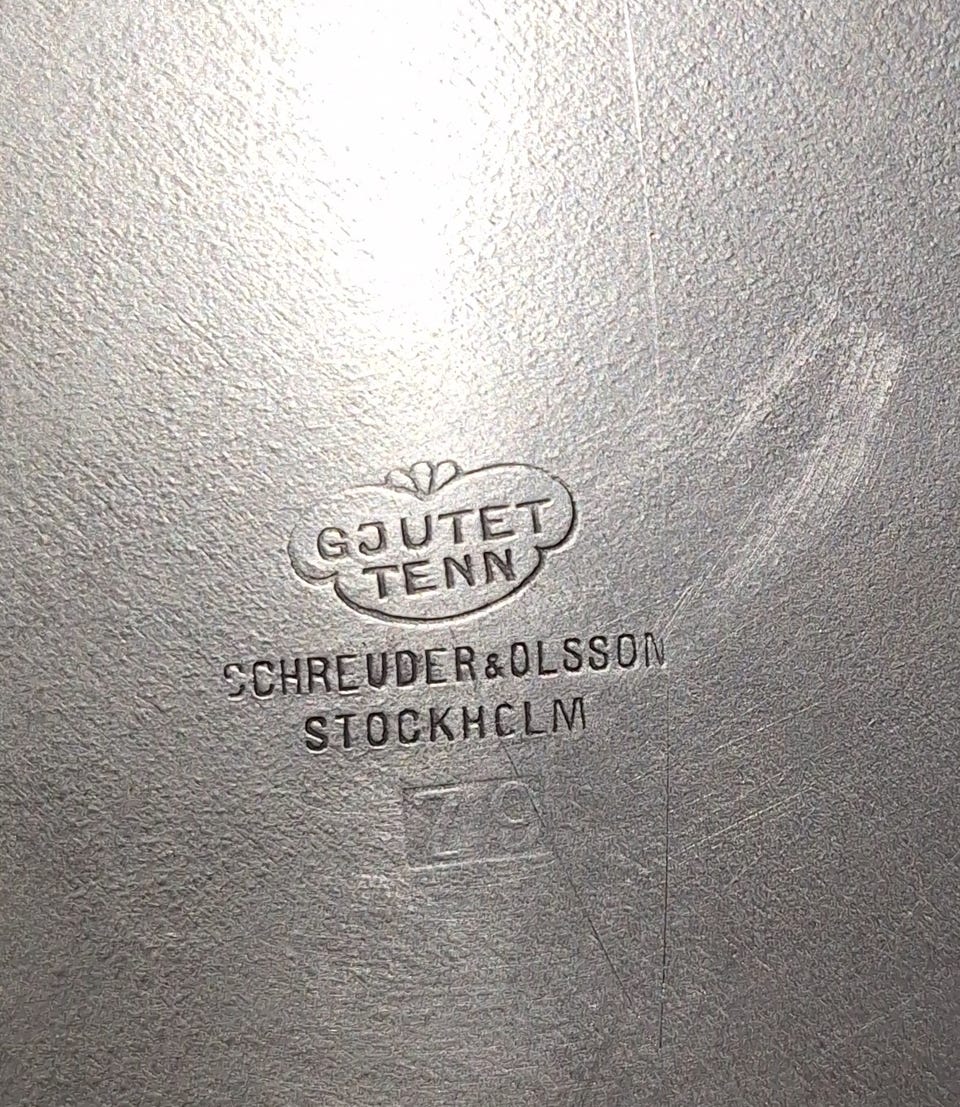 GJUTET
TENN
SCHREUDER & OLSSON
STOCKHOLM